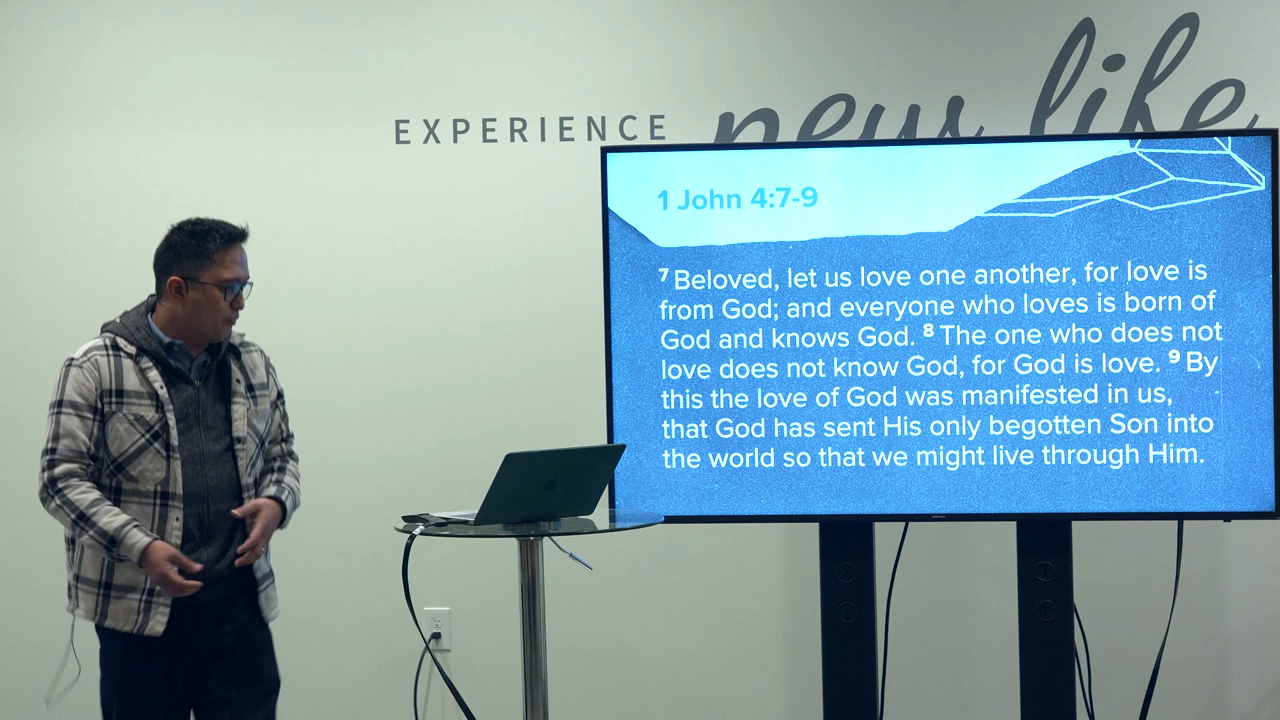 EXPERIENCE new life
1 John 4:7-9
7 Beloved, let us love one another, for love is
from God; and everyone who loves is born of
God and knows God. 8 The one who does not
love does not know God, for God is love. 9 By
this the love of God was manifested in us,
that God has sent His only begotten Son into
the world so that we might live through Him.